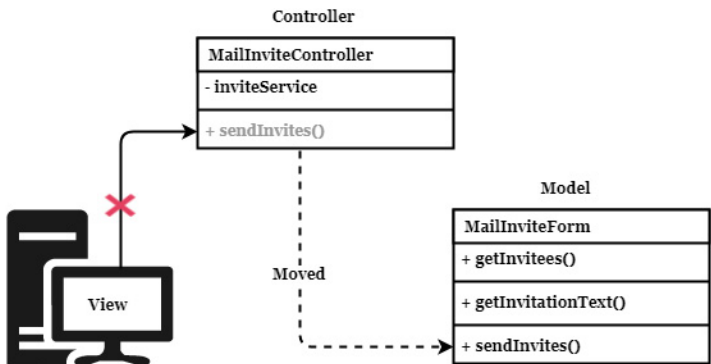 Controller
MailInviteController
- inviteService
+ sendInvites()
Model
MailInviteForm
+ getInvitees()
Moved
View
+ getInvitationText()
+ sendInvites()